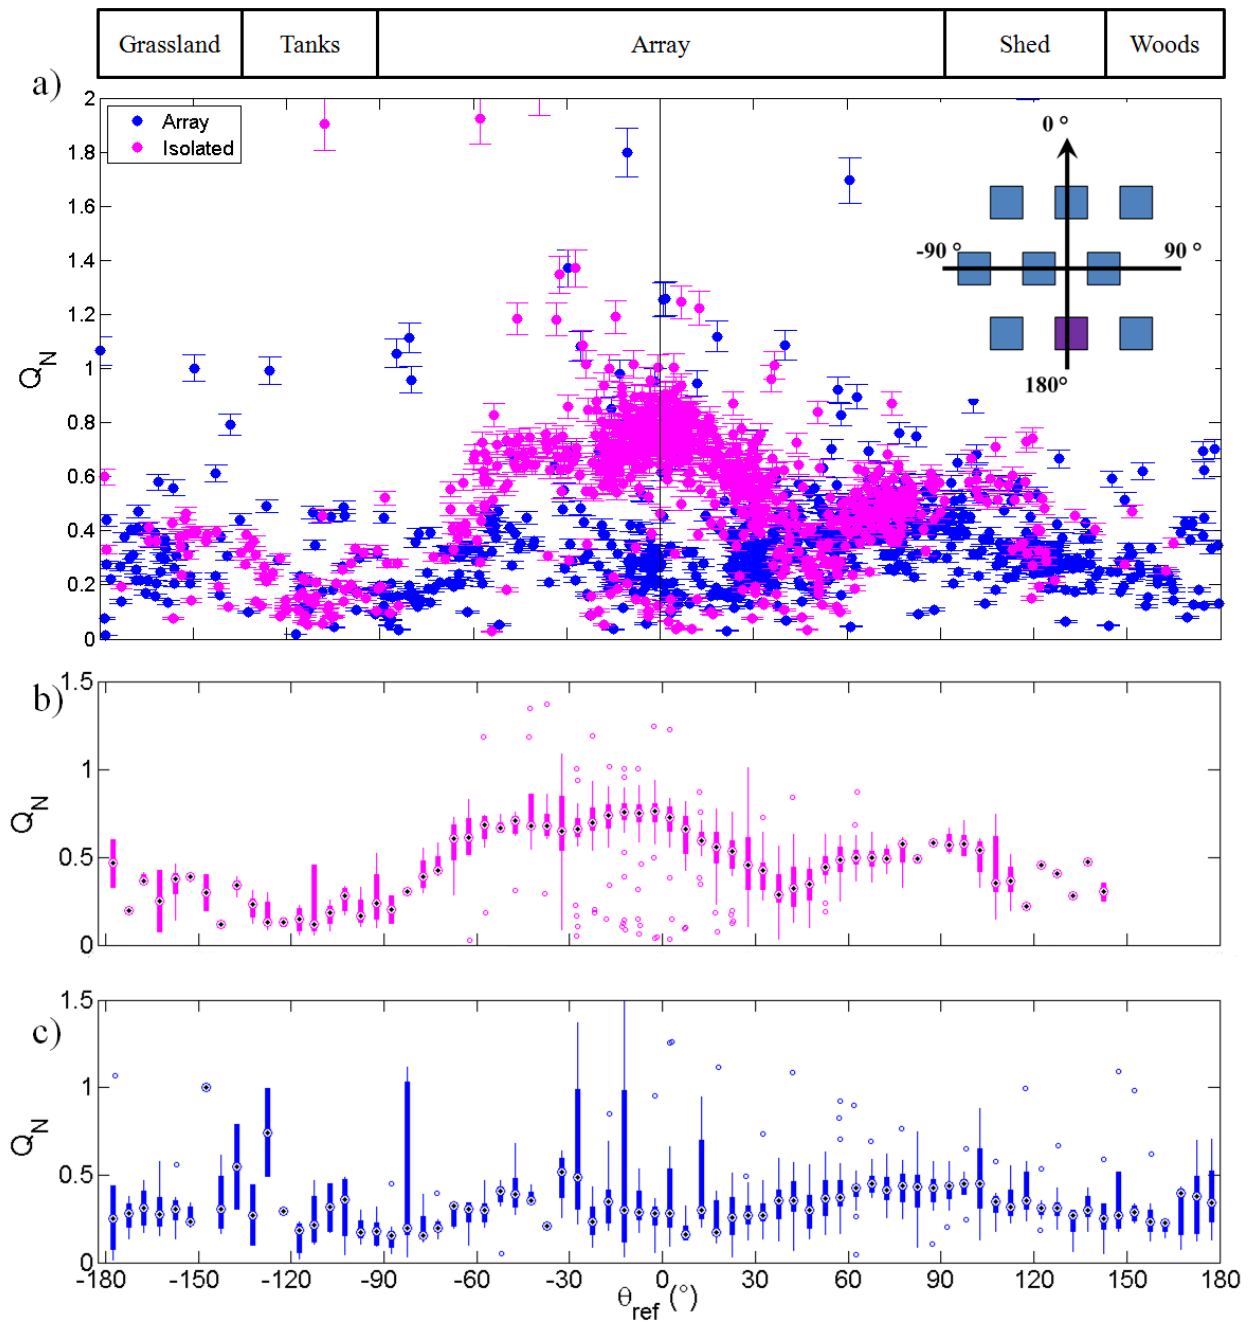 Grassland Tanks Array Shed Woods
a)
2
1.8
1.6
1.4
1.2
1
0.8
0.6
0.4
0.2
0
Q_N
Array
Isolated
0 °
-90 ° 90 °
180°
b)
1.5
1
0.5
0
Q_N
c)
1.5
1
0.5
0
Q_N
-180 -150 -120 -90 -60 -30 0 30 60 90 120 150 180
θ_ref (°)